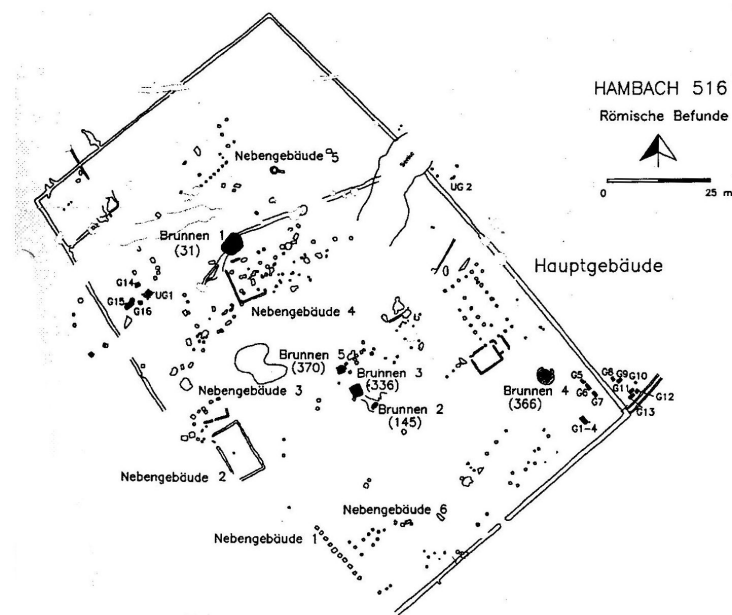 HAMBACH 516
Römische Befunde
0 25 m
Nebengebäude 5
UG 2
Brunnen 1
(31)
Hauptgebäude
G14
UG1
G15
G16
Nebengebäude 4
Brunnen 5
(370)
Brunnen 3
(336)
Nebengebäude 3
Brunnen 4
(366)
G5
G6
G7
G8
G9
G10
G11
G12
G13
G1-4
Brunnen 2
(145)
Nebengebäude 2
Nebengebäude 6
Nebengebäude 1